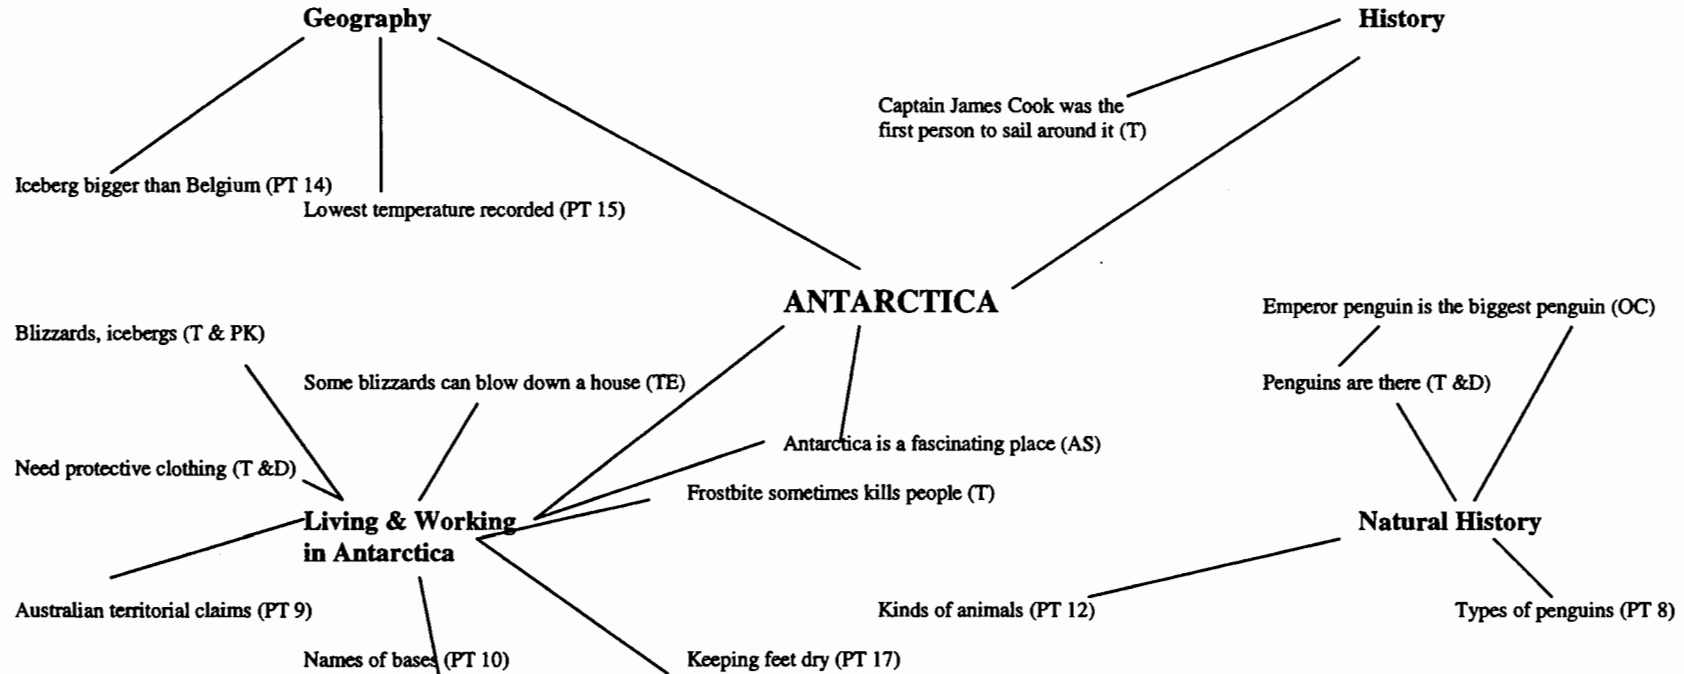 Geography
History
Captain James Cook was the
first person to sail around it (T)
Iceberg bigger than Belgium (PT 14)
Lowest temperature recorded (PT 15)
ANTARCTICA
Emperor penguin is the biggest penguin (OC)
Blizzards, icebergs (T & PK)
Some blizzards can blow down a house (TE)
Penguins are there (T &D)
Antarctica is a fascinating place (AS)
Need protective clothing (T &D)
Frostbite sometimes kills people (T)
Living & Working
in Antarctica
Natural History
Australian territorial claims (PT 9)
Kinds of animals (PT 12)
Types of penguins (PT 8)
Names of bases (PT 10)
Keeping feet dry (PT 17)